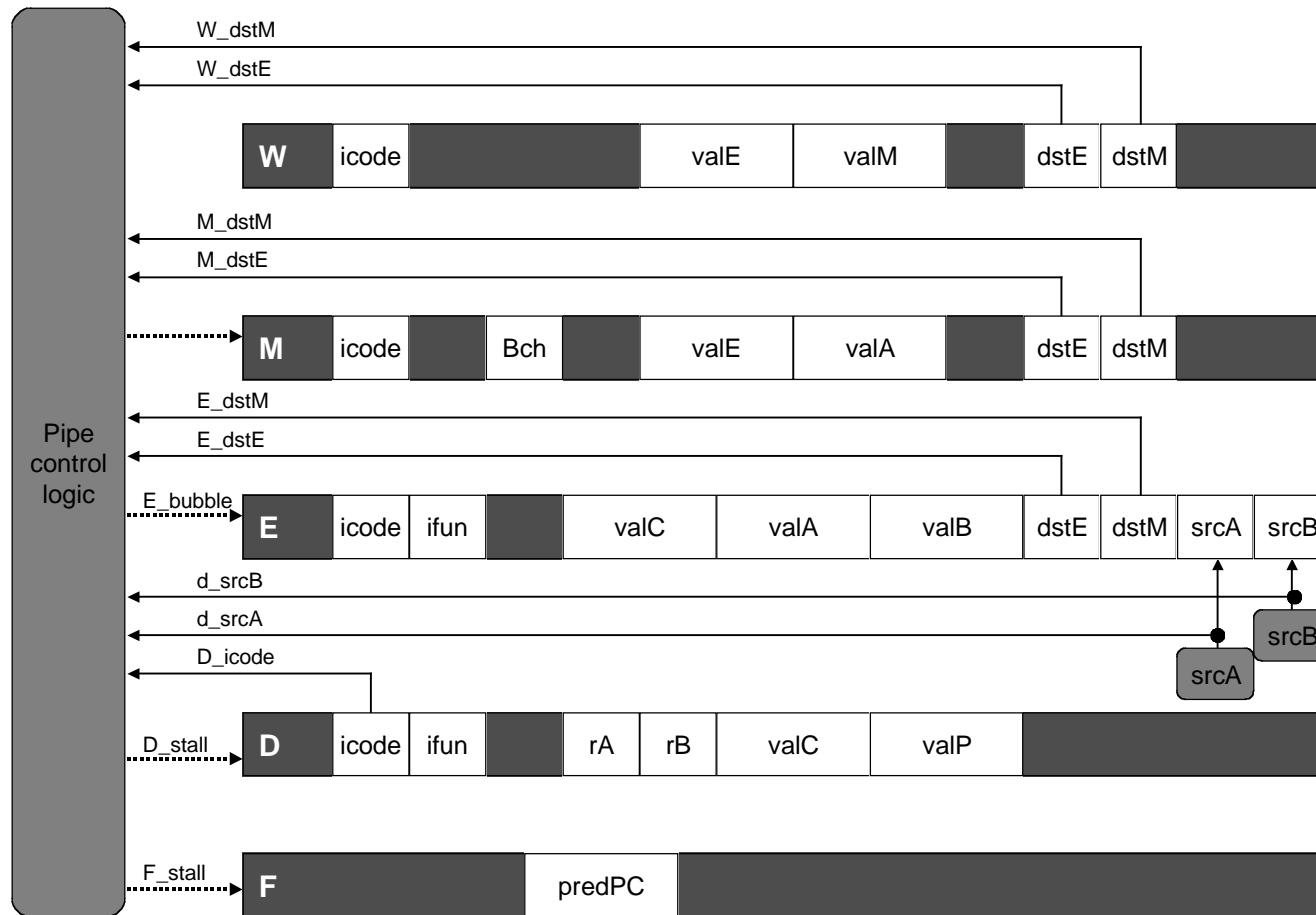 W_dstM
W_dstE
W icode valE valM dstE dstM
M_dstM
M_dstE
M icode Bch valE valA dstE dstM
E_dstM
E_dstE
Pipe
control
logic
E_bubble
E icode ifun valC valA valB dstE dstM srcA srcB
d_srcB
d_srcA
srcB
D_icode
srcA
D_stall
D icode ifun rA rB valC valP
F_stall
F predPC